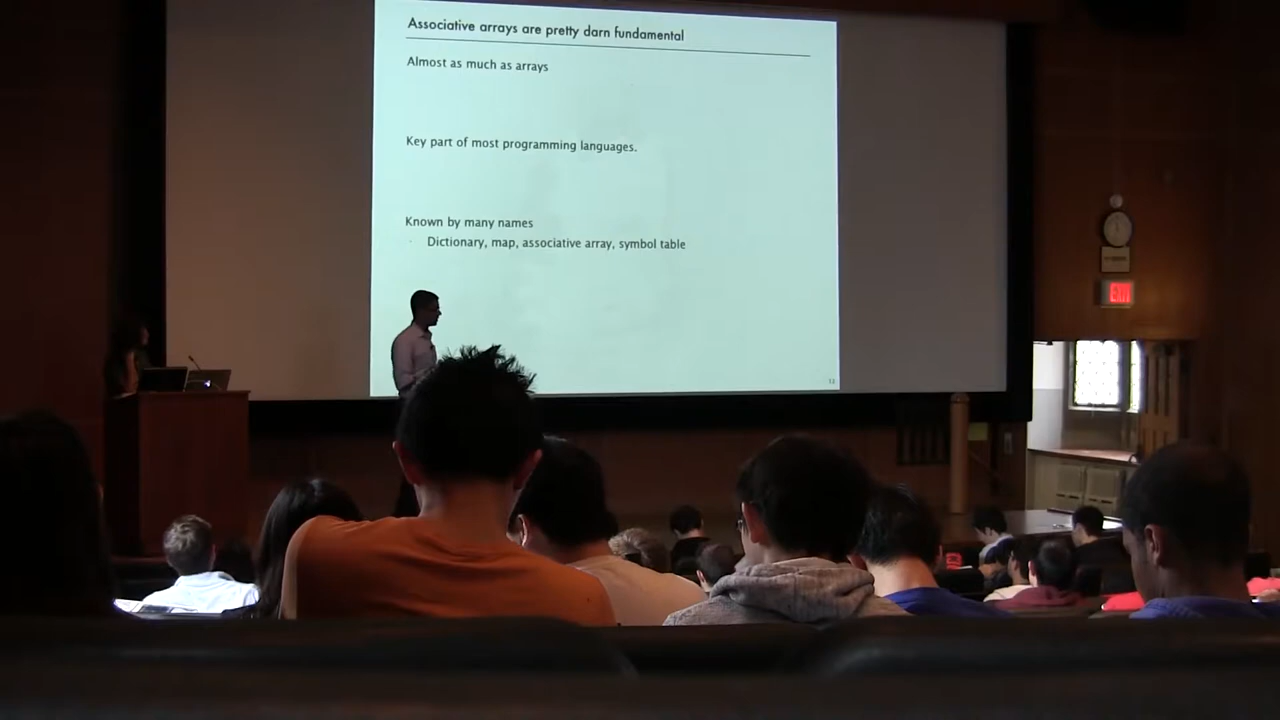 Associative arrays are pretty darn fundamental
Almost as much as arrays
Key part of most programming languages.
Known by many names
Dictionary, map, associative array, symbol table
12